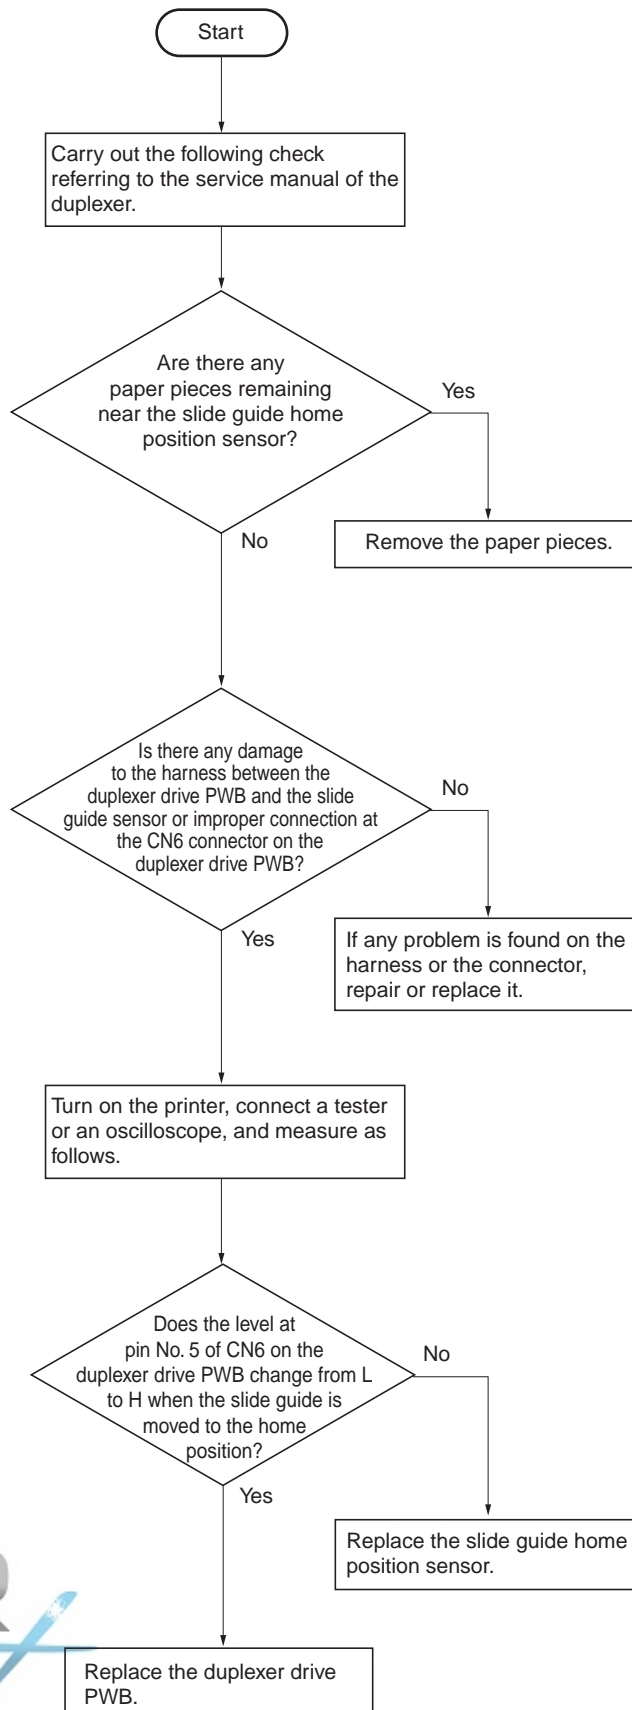 Start
Carry out the following check
referring to the service manual of the
duplexer.
Are there any
paper pieces remaining
near the slide guide home
position sensor?
Yes
No
Remove the paper pieces.
Is there any damage
to the harness between the
duplexer drive PWB and the slide
guide sensor or improper connection at
the CN6 connector on the
duplexer drive PWB?
No
Yes
If any problem is found on the
harness or the connector,
repair or replace it.
Turn on the printer, connect a tester
or an oscilloscope, and measure as
follows.
Does the level at
pin No. 5 of CN6 on the
duplexer drive PWB change from L
to H when the slide guide is
moved to the home
position?
No
Yes
Replace the slide guide home
position sensor.
Replace the duplexer drive
PWB.